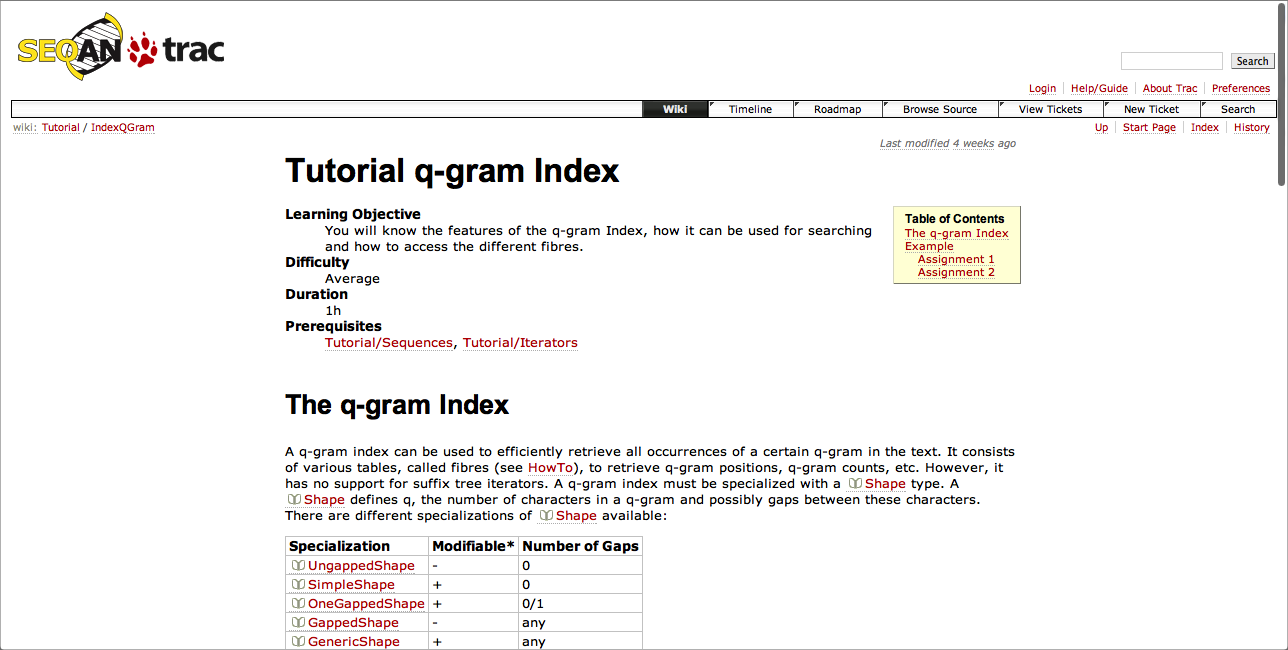 SEQAN trac
Search
Login Help/Guide About Trac Preferences
Wiki Timeline Roadmap Browse Source View Tickets New Ticket Search
wiki: Tutorial / IndexQGram
Up Start Page Index History
Last modified 4 weeks ago
Tutorial q-gram Index
Learning Objective
You will know the features of the q-gram Index, how it can be used for searching
and how to access the different fibres.
Difficulty
Average
Duration
1h
Prerequisites
Tutorial/Sequences, Tutorial/Iterators
Table of Contents
The q-gram Index
Example
Assignment 1
Assignment 2
The q-gram Index
A q-gram index can be used to efficiently retrieve all occurrences of a certain q-gram in the text. It consists
of various tables, called fibres (see HowTo), to retrieve q-gram positions, q-gram counts, etc. However, it
has no support for suffix tree iterators. A q-gram index must be specialized with a Shape type. A
Shape defines q, the number of characters in a q-gram and possibly gaps between these characters.
There are different specializations of Shape available:
Specialization Modifiable* Number of Gaps
UngappedShape - 0
SimpleShape + 0
OneGappedShape + 0/1
GappedShape - any
GenericShape + any